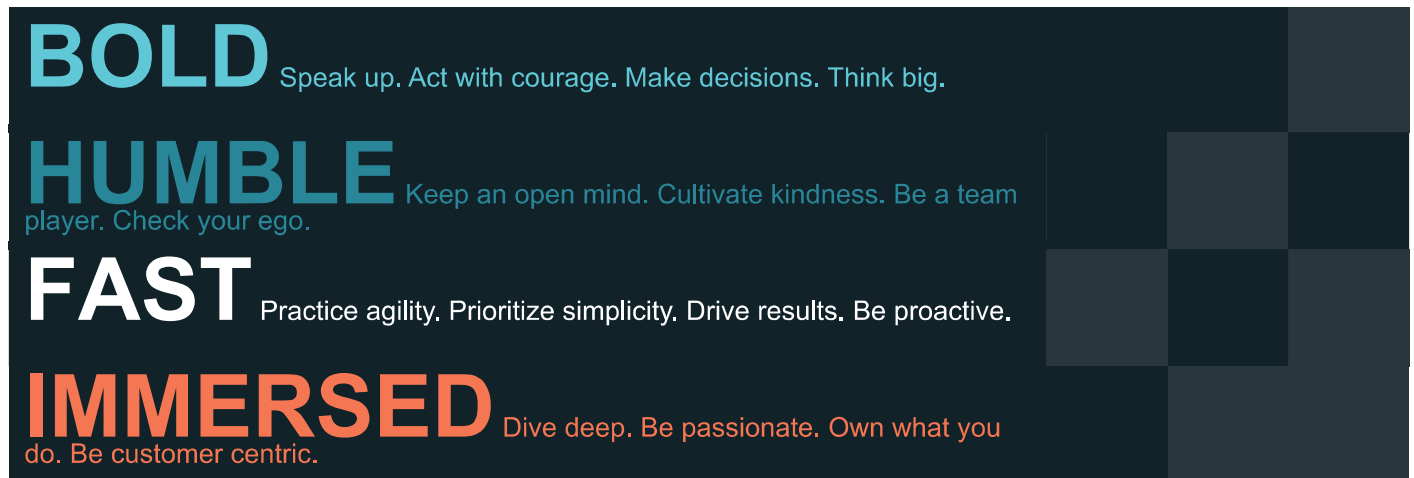 BOLD Speak up. Act with courage. Make decisions. Think big.
HUMBLE Keep an open mind. Cultivate kindness. Be a team
player. Check your ego.
FAST Practice agility. Prioritize simplicity. Drive results. Be proactive.
IMMERSED Dive deep. Be passionate. Own what you
do. Be customer centric.